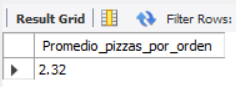 Result Grid Filter Rows:
Promedio_pizzas_por_orden
2.32